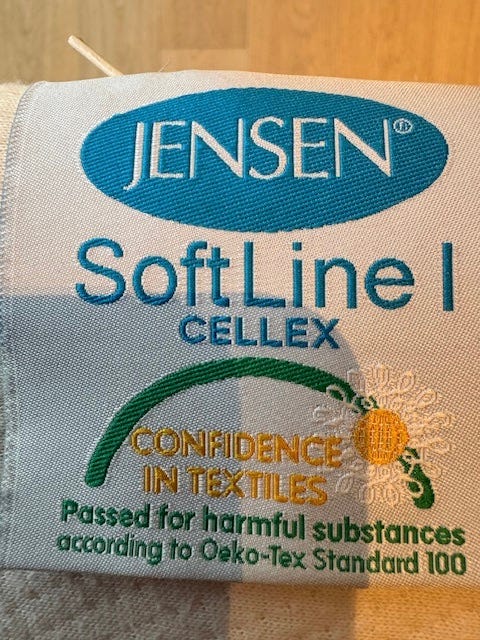 JENSEN®
SoftLine I
CELLEX
CONFIDENCE
IN TEXTILES
Passed for harmful substances
according to Oeko-Tex Standard 100